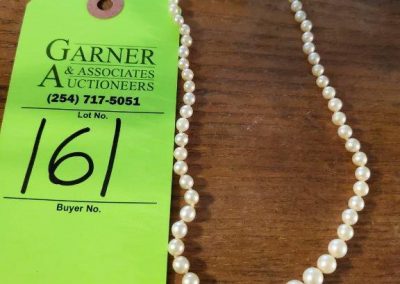 GARNER
& ASSOCIATES
AUCTIONEERS
(254) 717-5051
Lot No.
161
Buyer No.